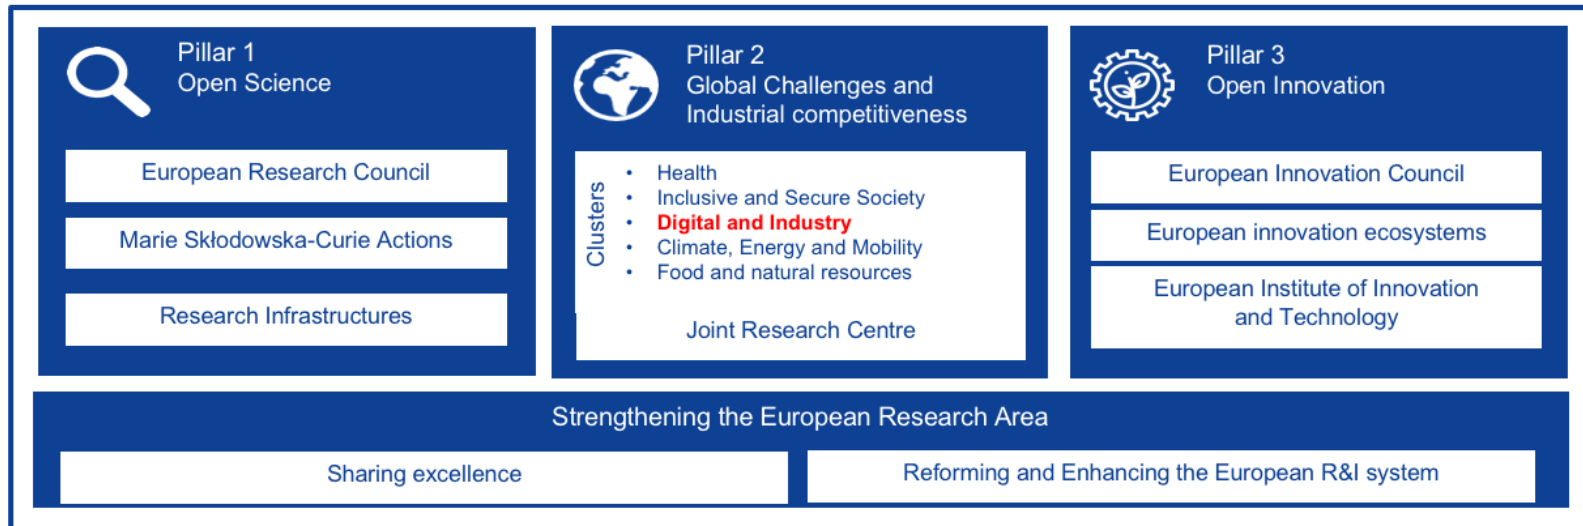 Pillar 1
Open Science
European Research Council
Marie Skłodowska-Curie Actions
Research Infrastructures
Pillar 2
Global Challenges and
Industrial competitiveness
Clusters
• Health
• Inclusive and Secure Society
• Digital and Industry
• Climate, Energy and Mobility
• Food and natural resources
Joint Research Centre
Pillar 3
Open Innovation
European Innovation Council
European innovation ecosystems
European Institute of Innovation
and Technology
Strengthening the European Research Area
Sharing excellence
Reforming and Enhancing the European R&I system